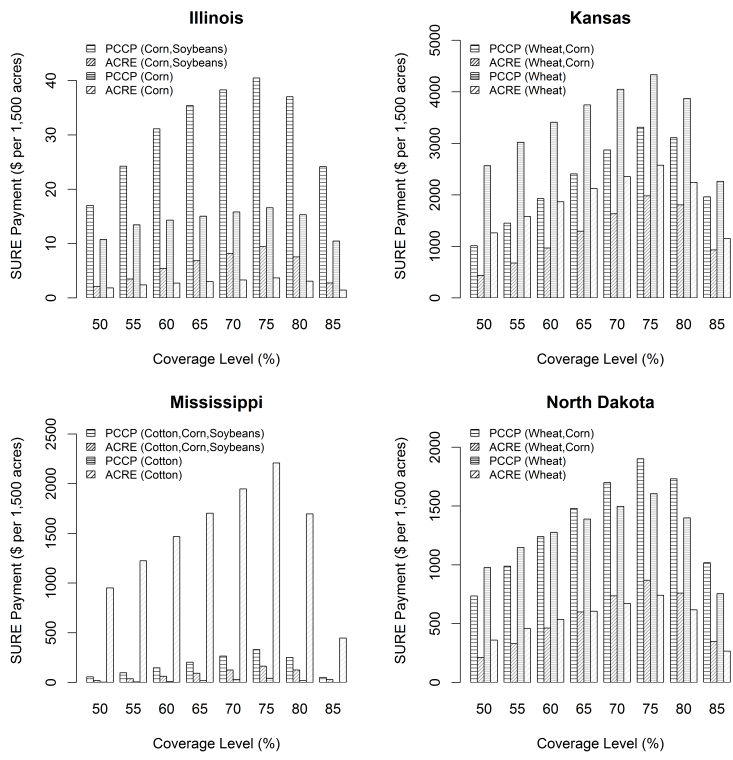 Illinois
SURE Payment ($ per 1,500 acres)
0
10
20
30
40
PCCP (Corn,Soybeans)
ACRE (Corn,Soybeans)
PCCP (Corn)
ACRE (Corn)
50 55 60 65 70 75 80 85
Coverage Level (%)
Kansas
SURE Payment ($ per 1,500 acres)
0
1000
2000
3000
4000
5000
PCCP (Wheat,Corn)
ACRE (Wheat,Corn)
PCCP (Wheat)
ACRE (Wheat)
50 55 60 65 70 75 80 85
Coverage Level (%)
Mississippi
SURE Payment ($ per 1,500 acres)
0
500
1000
1500
2000
2500
PCCP (Cotton,Corn,Soybeans)
ACRE (Cotton,Corn,Soybeans)
PCCP (Cotton)
ACRE (Cotton)
50 55 60 65 70 75 80 85
Coverage Level (%)
North Dakota
SURE Payment ($ per 1,500 acres)
0
500
1000
1500
2000
PCCP (Wheat,Corn)
ACRE (Wheat,Corn)
PCCP (Wheat)
ACRE (Wheat)
50 55 60 65 70 75 80 85
Coverage Level (%)